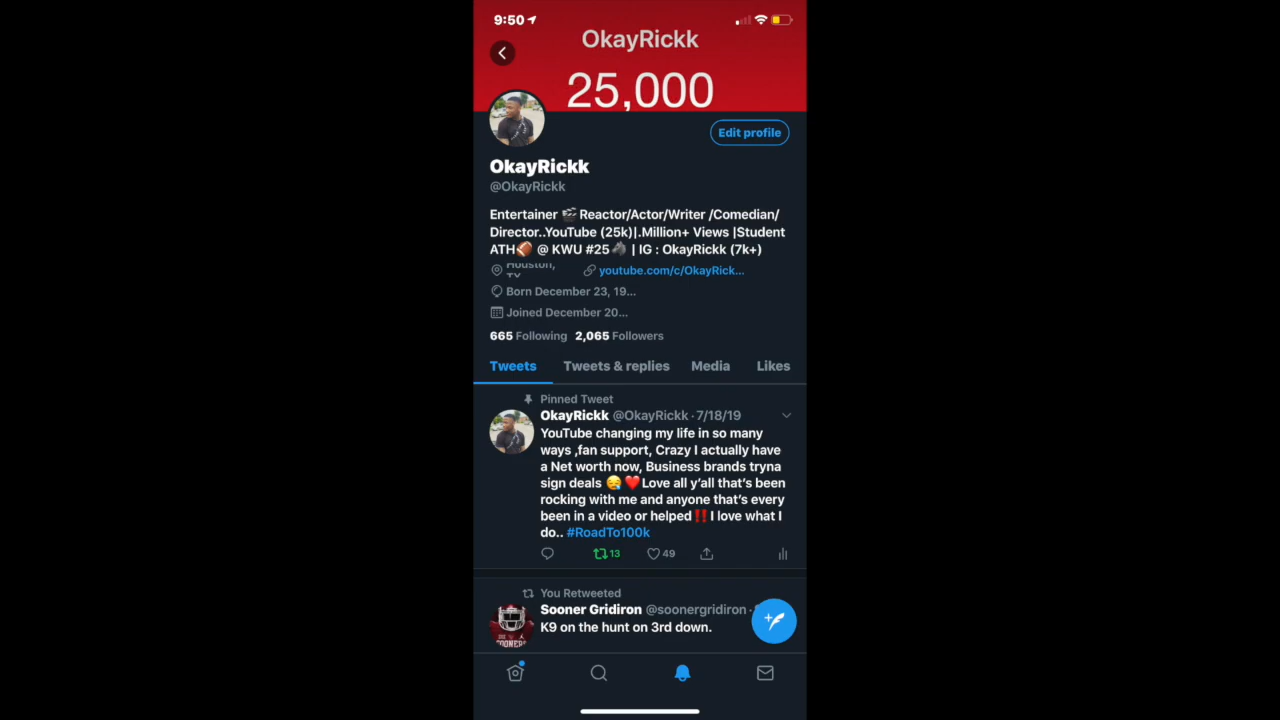 9:50
OkayRickk
25,000
Edit profile
OkayRickk
@OkayRickk
Entertainer 🎬 Reactor/Actor/Writer /Comedian/
Director..YouTube (25k)|.Million+ Views |Student
ATH🏈 @ KWU #25🐴 | IG : OkayRickk (7k+)
Houston, TX youtube.com/c/OkayRick...
Born December 23, 19...
Joined December 20...
665 Following 2,065 Followers
Tweets Tweets & replies Media Likes
Pinned Tweet
OkayRickk @OkayRickk · 7/18/19
YouTube changing my life in so many
ways ,fan support, Crazy I actually have
a Net worth now, Business brands tryna
sign deals 😪❤️Love all y'all that's been
rocking with me and anyone that's every
been in a video or helped‼️I love what I
do.. #RoadTo100k
13 49
You Retweeted
Sooner Gridiron @soonergridiron ·
K9 on the hunt on 3rd down.
SOONER